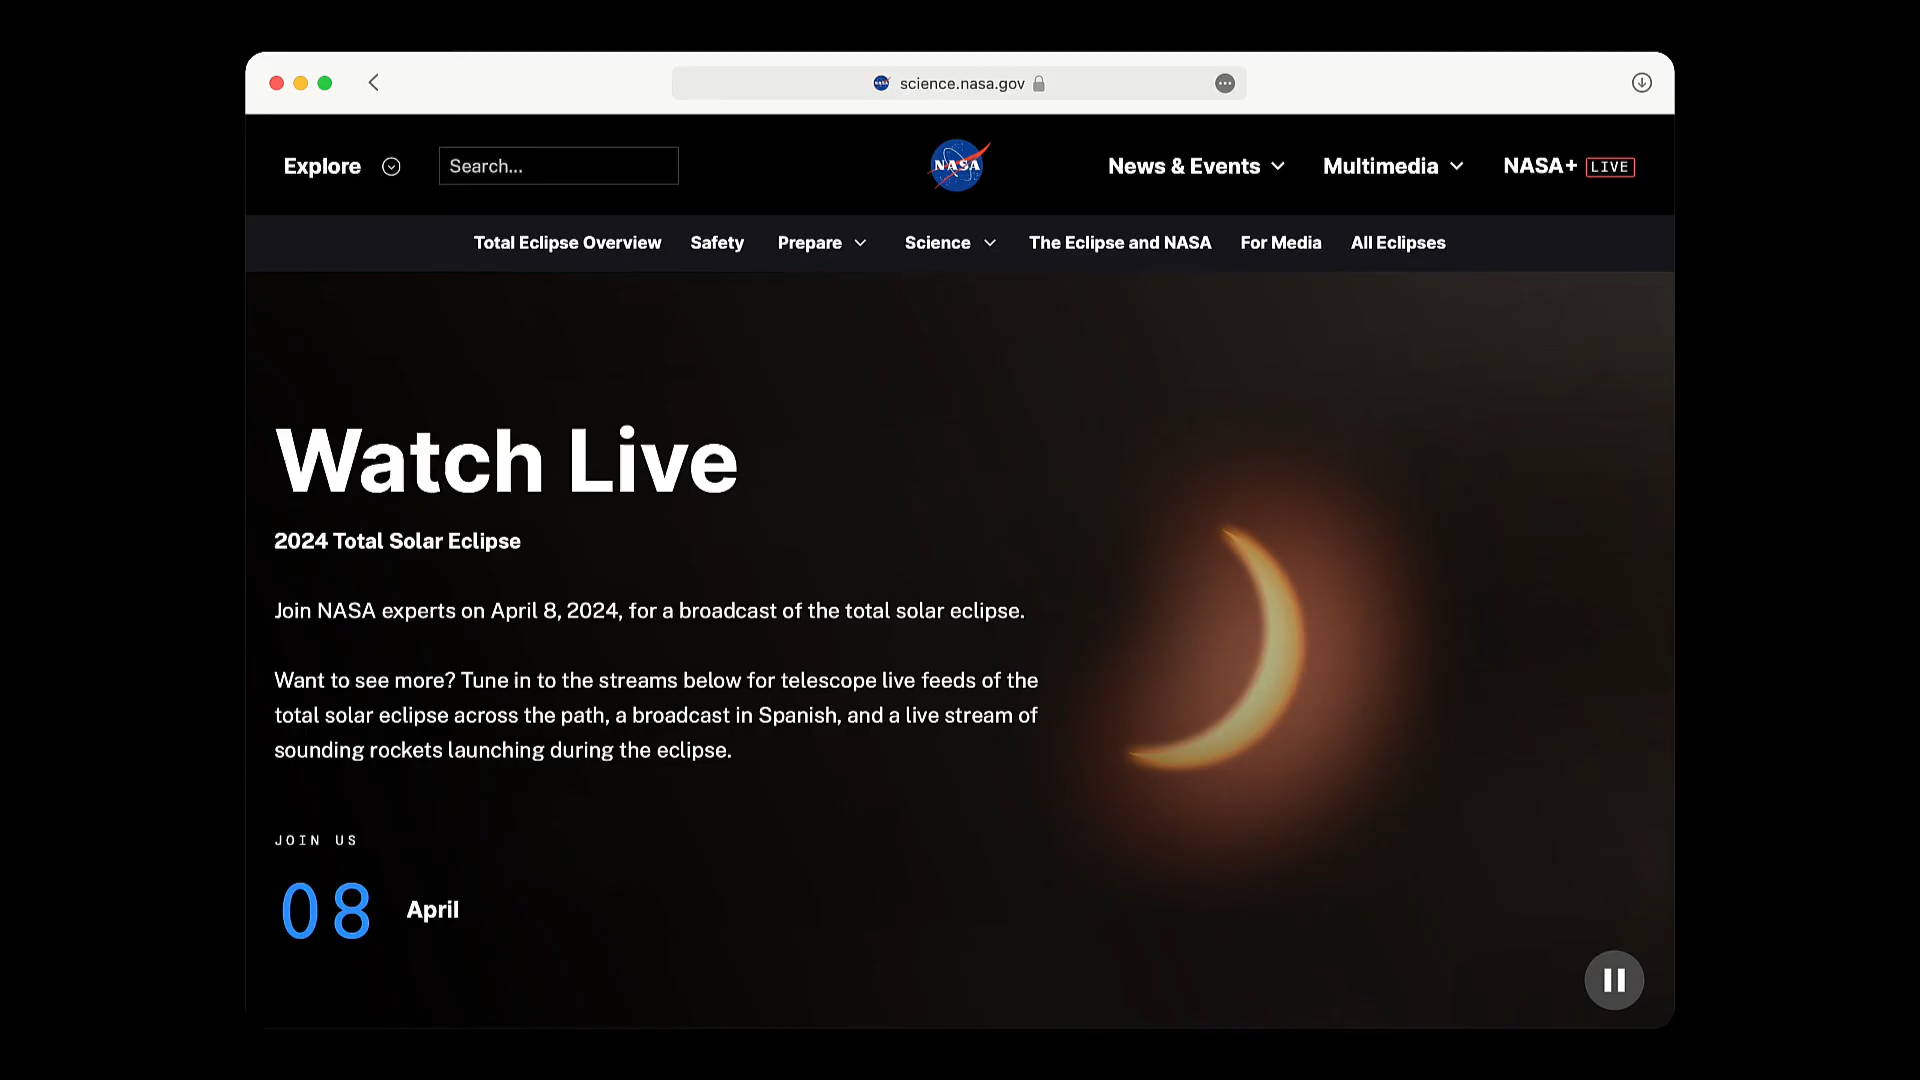 science.nasa.gov
Explore
Search...
NASA
News & Events
Multimedia
NASA+ LIVE
Total Eclipse Overview
Safety
Prepare
Science
The Eclipse and NASA
For Media
All Eclipses
Watch Live
2024 Total Solar Eclipse
Join NASA experts on April 8, 2024, for a broadcast of the total solar eclipse.
Want to see more? Tune in to the streams below for telescope live feeds of the
total solar eclipse across the path, a broadcast in Spanish, and a live stream of
sounding rockets launching during the eclipse.
JOIN US
08 April